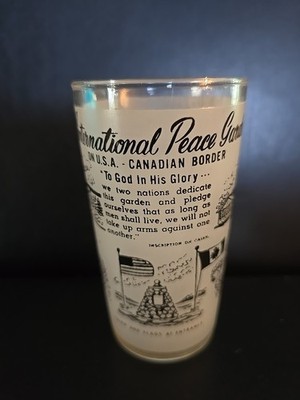 International Peace Gard
ON U.S.A. - CANADIAN BORDER
"To God In His Glory...
we two nations dedicate
this garden and pledge
ourselves that as long as
men shall live, we will not
take up arms against one
another."
INSCRIPTION ON CAIRN